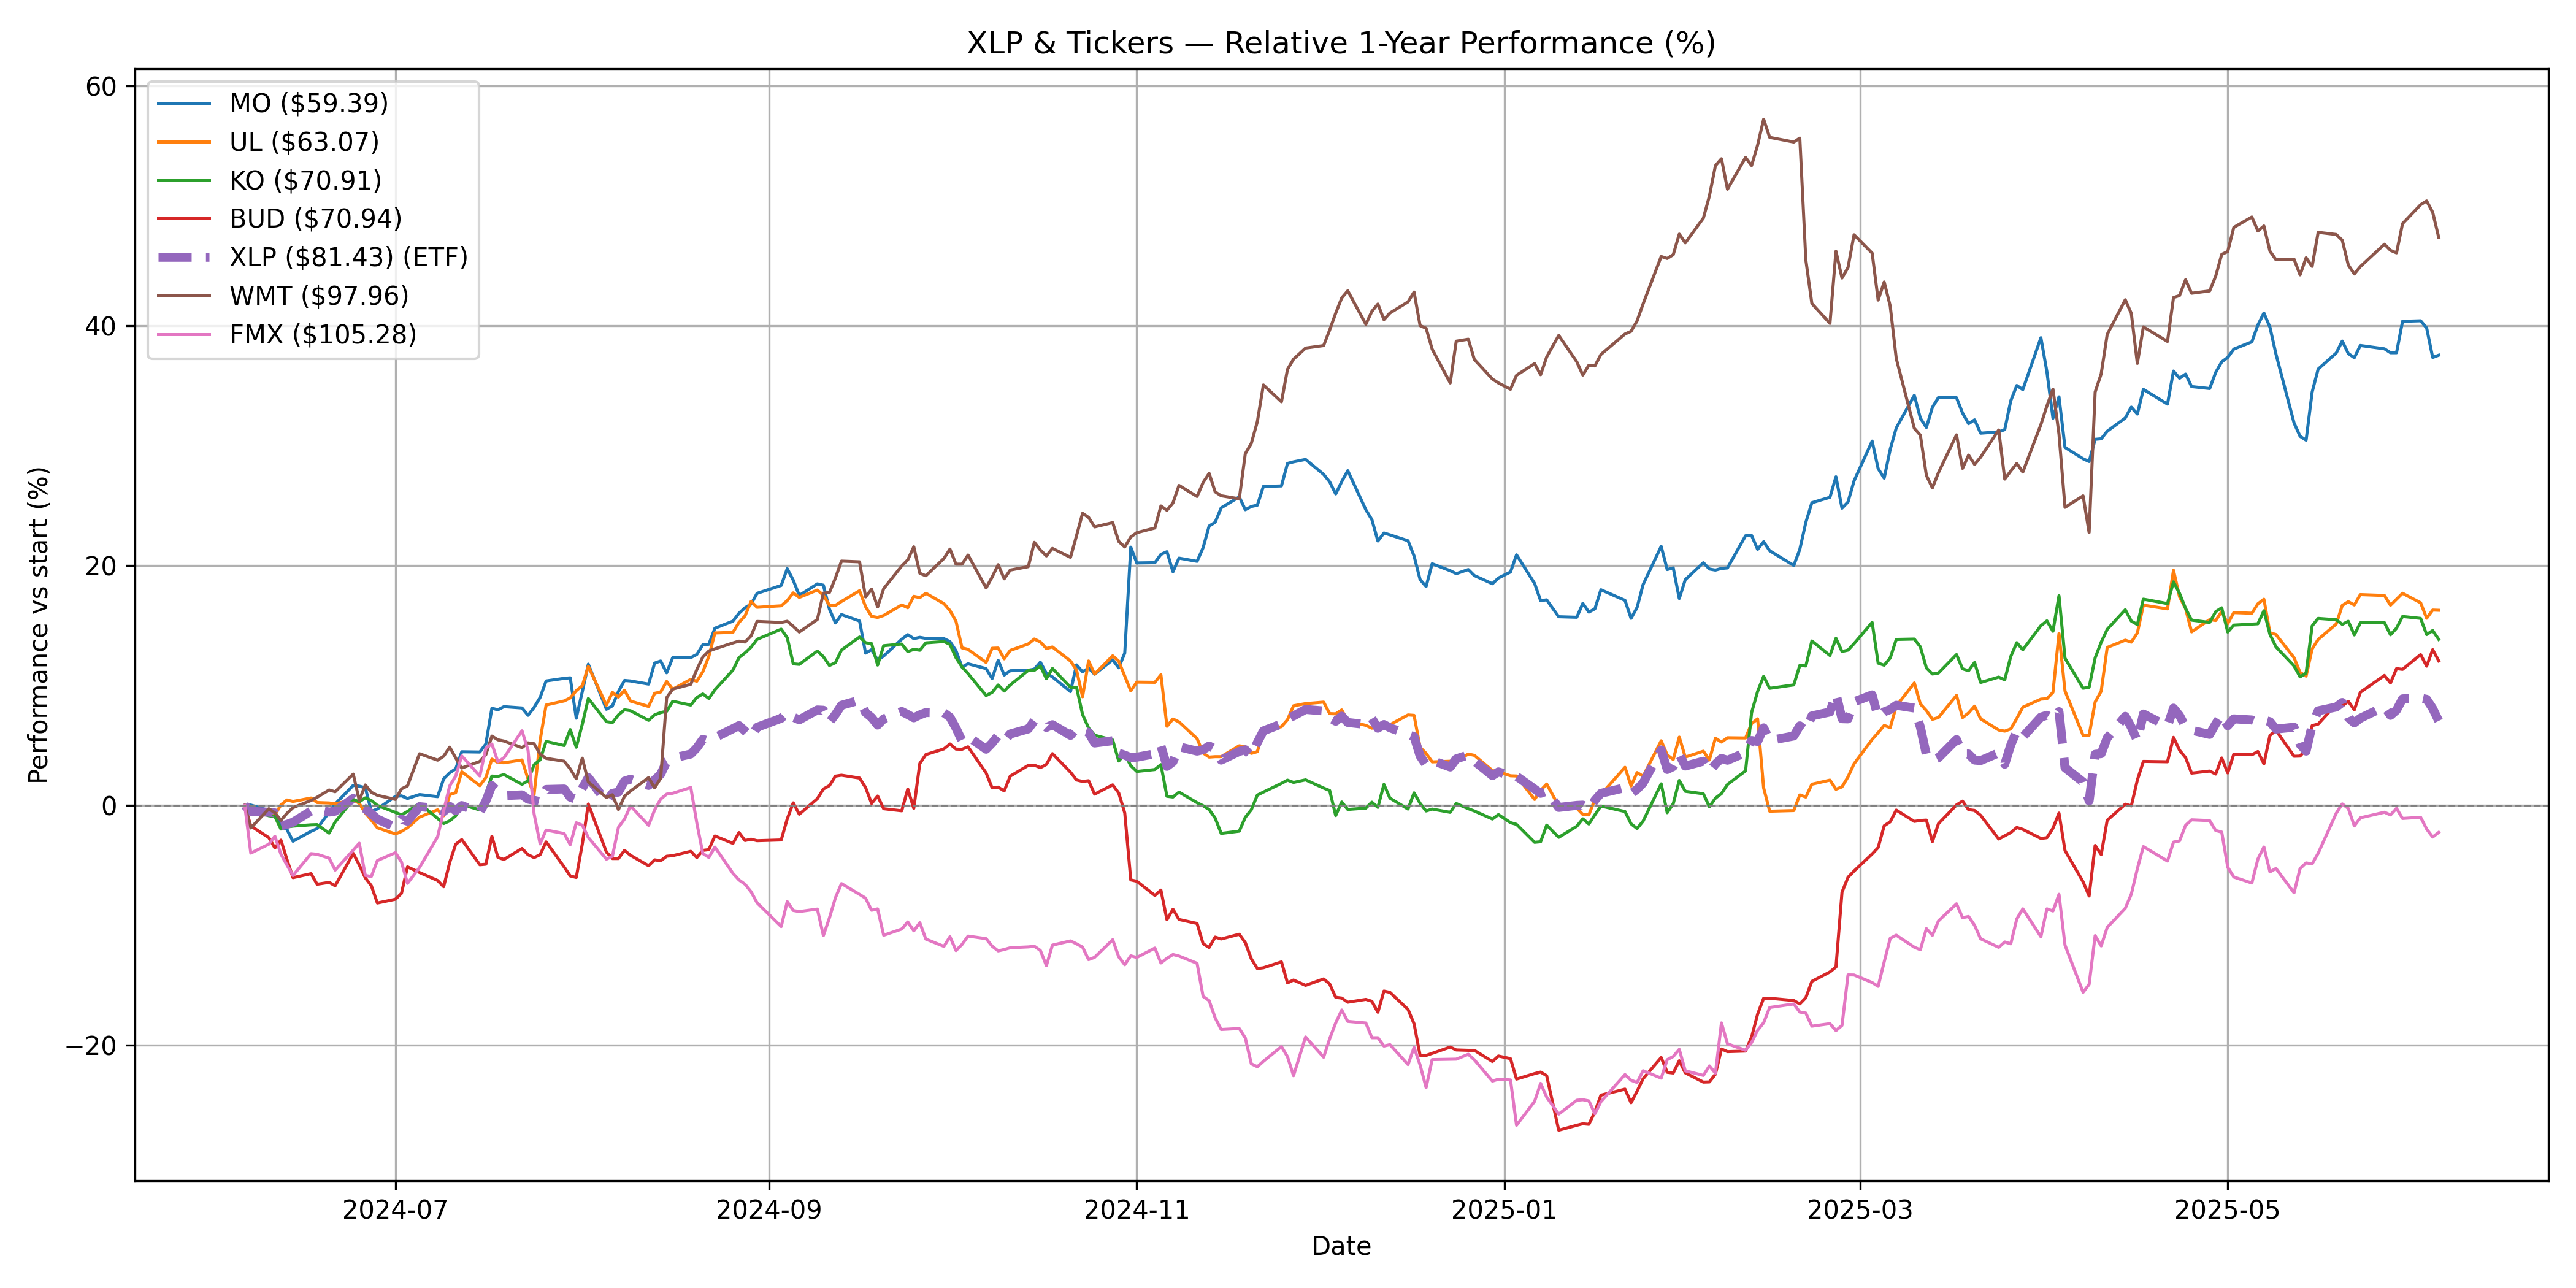 XLP & Tickers — Relative 1-Year Performance (%)
MO ($59.39)
UL ($63.07)
KO ($70.91)
BUD ($70.94)
XLP ($81.43) (ETF)
WMT ($97.96)
FMX ($105.28)
Performance vs start (%)
60
40
20
0
−20
2024-07
2024-09
2024-11
2025-01
2025-03
2025-05
Date